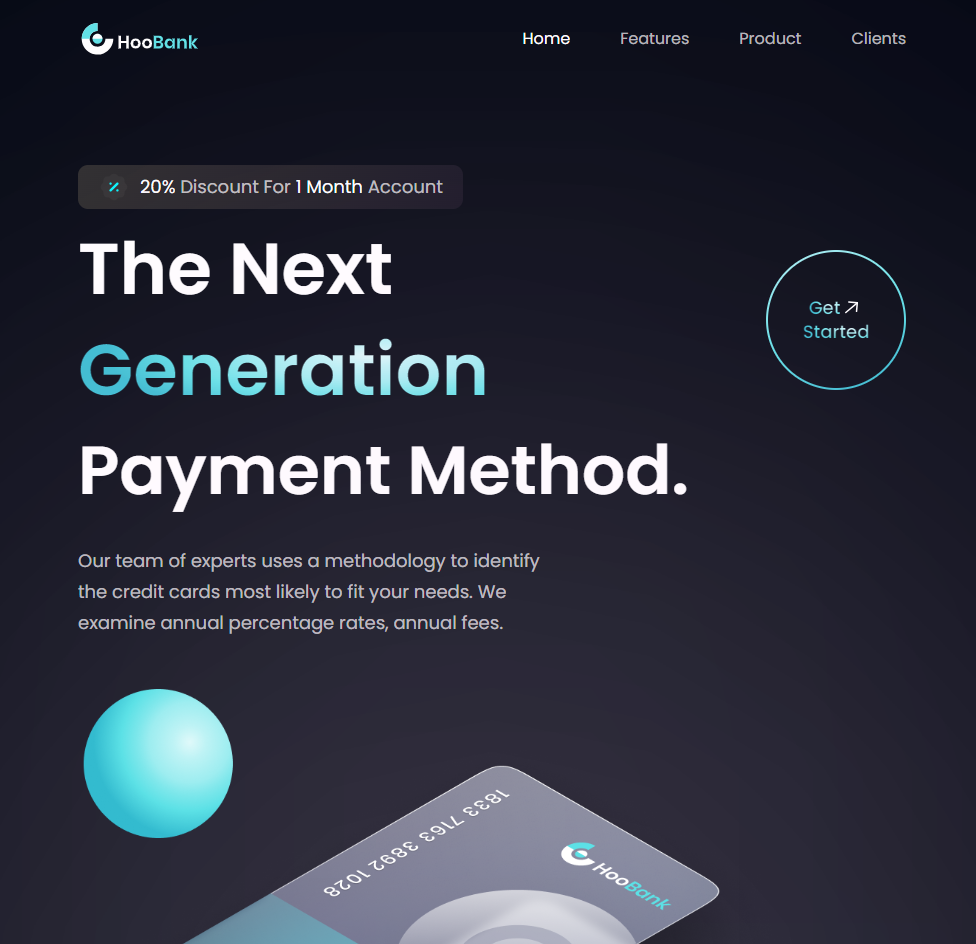 HooBank
Home Features Product Clients
20% Discount For 1 Month Account
The Next
Generation
Payment Method.
Get
Started
Our team of experts uses a methodology to identify
the credit cards most likely to fit your needs. We
examine annual percentage rates, annual fees.
1833 7163 3892 1028
HooBank